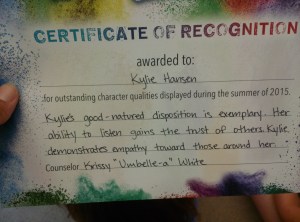 CERTIFICATE OF RECOGNITION
awarded to:
Kylie Hansen
for outstanding character qualities displayed during the summer of 2015.
Kylie's good-natured disposition is exemplary. Her
ability to listen gains the trust of others. Kylie
demonstrates empathy toward those around her.
Counselor Krissy "Umbelle-a" White